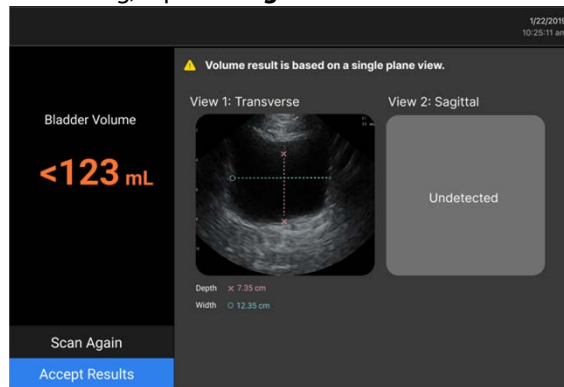 1/22/2019
10:25:11 am
Volume result is based on a single plane view.
View 1: Transverse
View 2: Sagittal
Bladder Volume
<123 mL
Undetected
Depth × 7.35 cm
Width ○ 12.35 cm
Scan Again
Accept Results